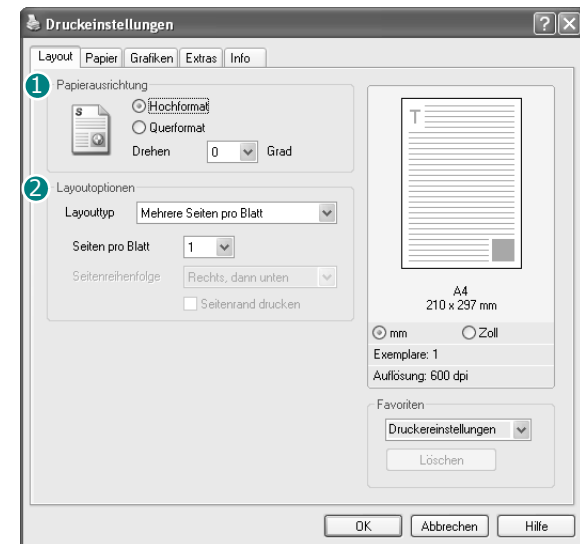 Druckeinstellungen
Layout Papier Grafiken Extras Info
1 Papierausrichtung
S
Hochformat
Querformat
Drehen 0 Grad
2 Layoutoptionen
Layouttyp Mehrere Seiten pro Blatt
Seiten pro Blatt 1
Seitenreihenfolge Rechts, dann unten
Seitenrand drucken
T
A4
210 x 297 mm
mm Zoll
Exemplare: 1
Auflösung: 600 dpi
Favoriten
Druckereinstellungen
Löschen
OK Abbrechen Hilfe